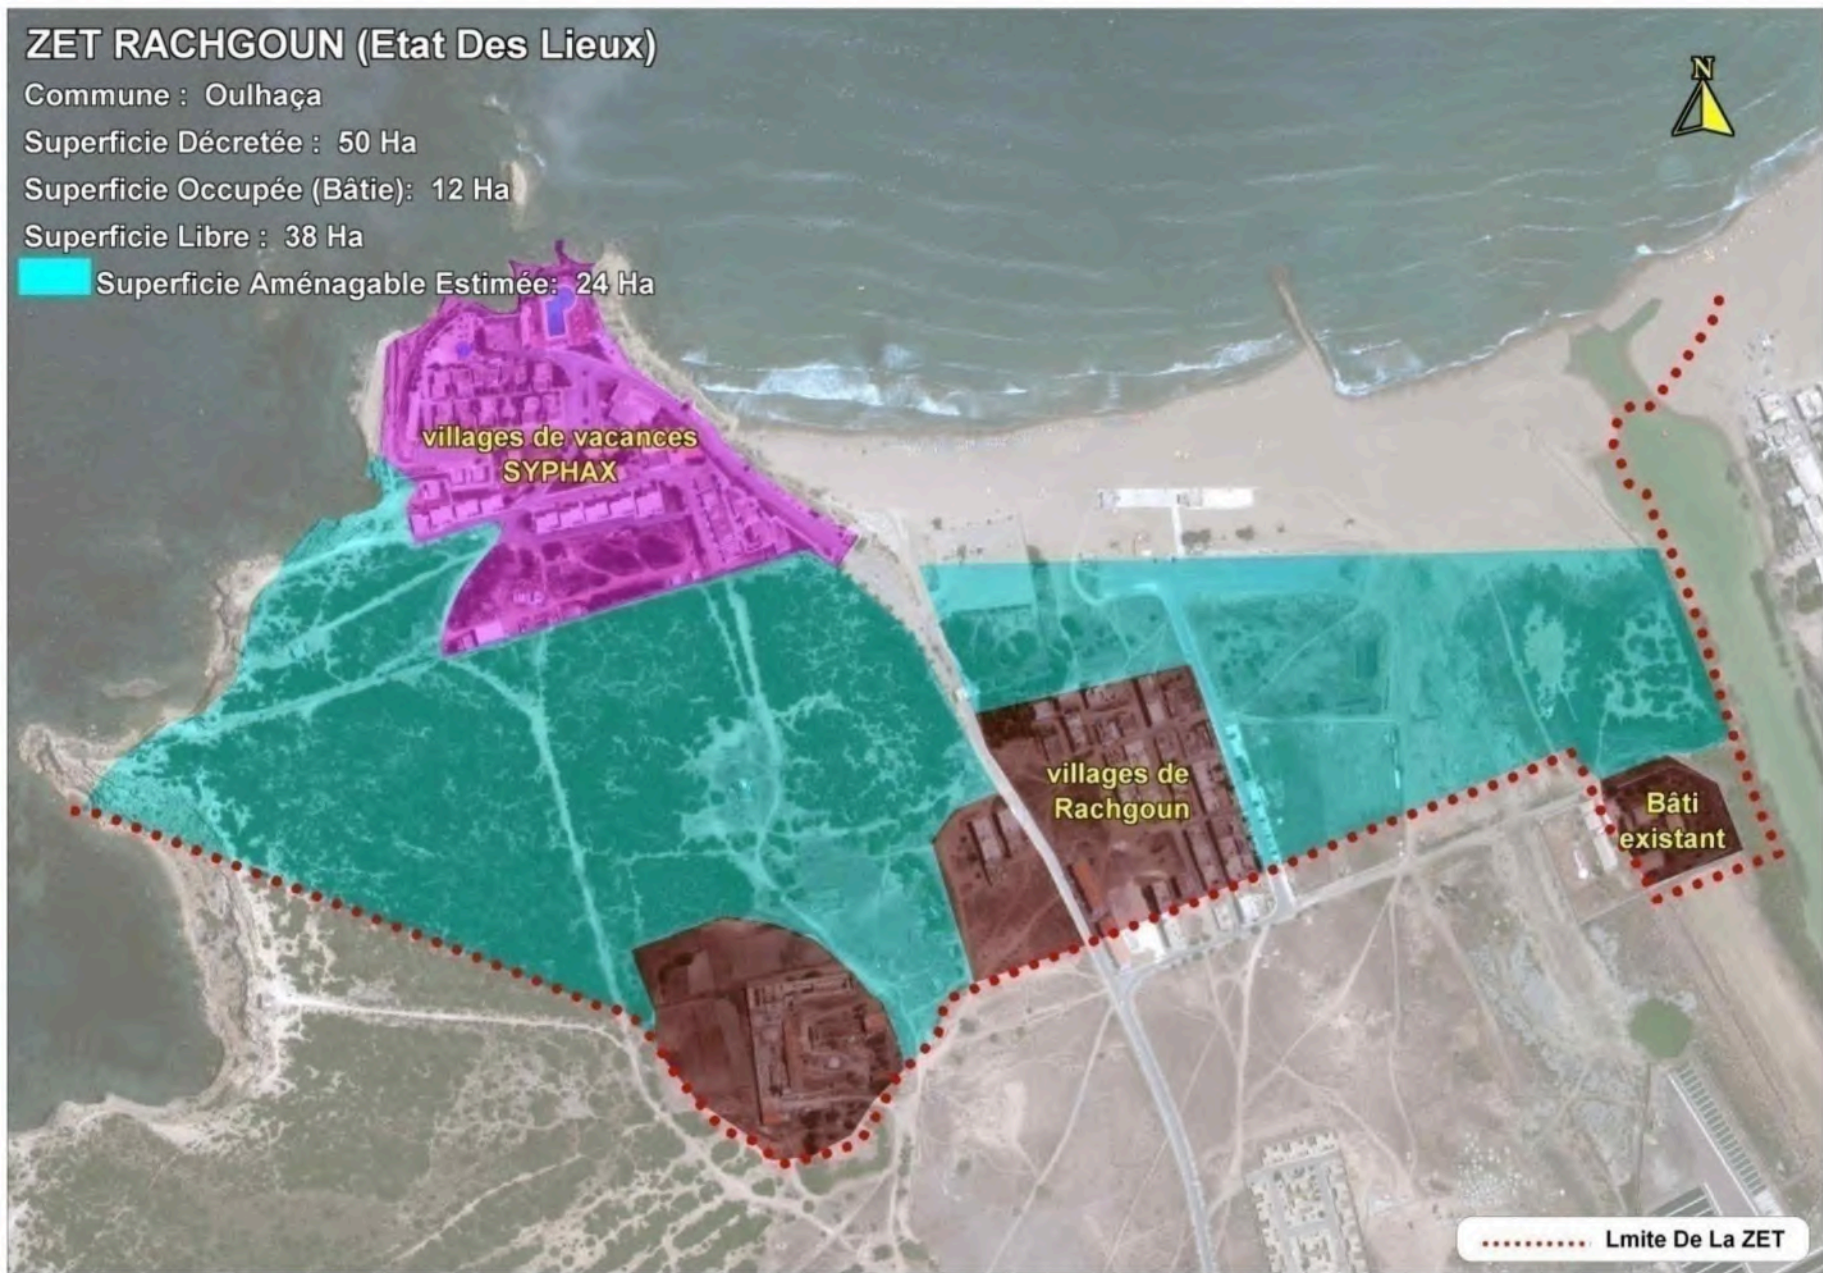 ZET RACHGOUN (Etat Des Lieux)
Commune : Oulhaça
Superficie Décretée : 50 Ha
Superficie Occupée (Bâtie): 12 Ha
Superficie Libre : 38 Ha
Superficie Aménagable Estimée: 24 Ha
N
villages de vacances
SYPHAX
villages de
Rachgoun
Bâti
existant
Lmite De La ZET